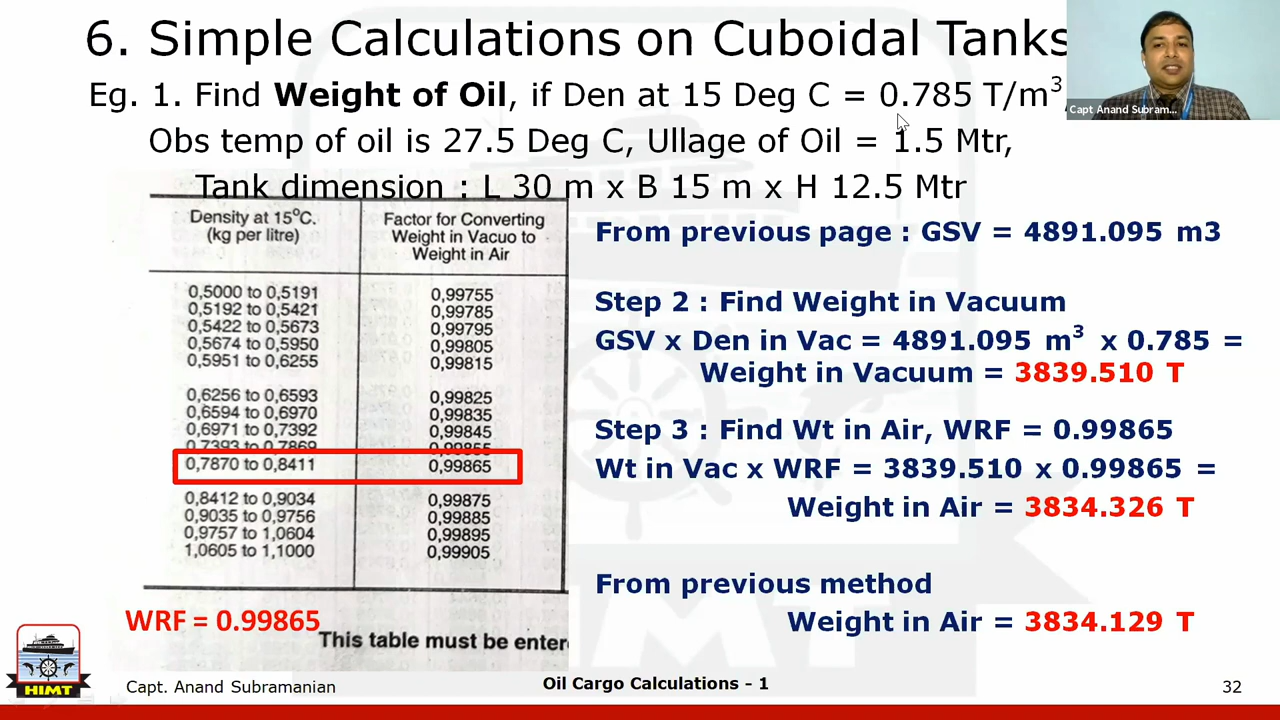 6. Simple Calculations on Cuboidal Tanks
Capt Anand Subram...
Eg. 1. Find Weight of Oil, if Den at 15 Deg C = 0.785 T/m³,
Obs temp of oil is 27.5 Deg C, Ullage of Oil = 1.5 Mtr,
Tank dimension : L 30 m x B 15 m x H 12.5 Mtr
Density at 15°C.
(kg per litre)
Factor for Converting
Weight in Vacuo to
Weight in Air
0,5000 to 0,5191 0,99755
0,5192 to 0,5421 0,99785
0,5422 to 0,5673 0,99795
0,5674 to 0,5950 0,99805
0,5951 to 0,6255 0,99815
0,6256 to 0,6593 0,99825
0,6594 to 0,6970 0,99835
0,6971 to 0,7392 0,99845
0,7393 to 0,7869 0,99855
0,7870 to 0,8411 0,99865
0,8412 to 0,9034 0,99875
0,9035 to 0,9756 0,99885
0,9757 to 1,0604 0,99895
1,0605 to 1,1000 0,99905
WRF = 0.99865
This table must be enter
From previous page : GSV = 4891.095 m3
Step 2 : Find Weight in Vacuum
GSV x Den in Vac = 4891.095 m³ x 0.785 =
Weight in Vacuum = 3839.510 T
Step 3 : Find Wt in Air, WRF = 0.99865
Wt in Vac x WRF = 3839.510 x 0.99865 =
Weight in Air = 3834.326 T
From previous method
Weight in Air = 3834.129 T
HIMT
HIMT
Capt. Anand Subramanian
Oil Cargo Calculations - 1
32